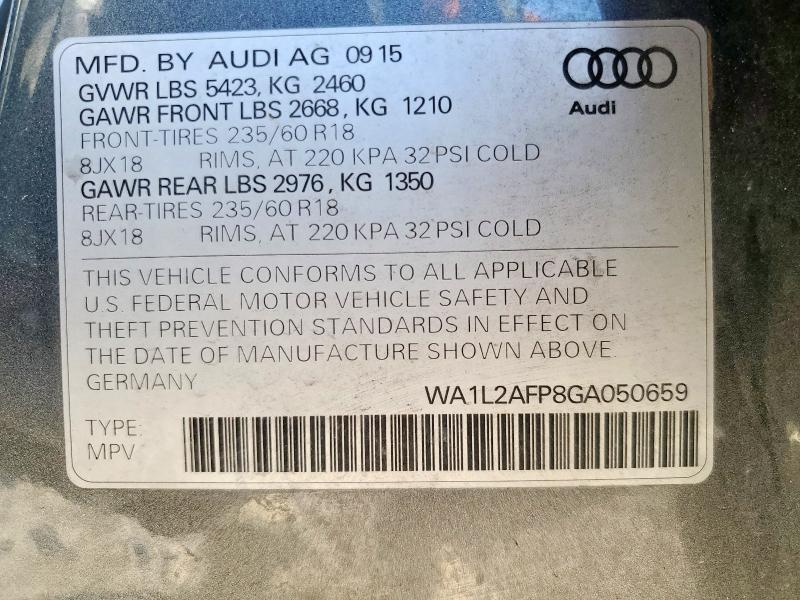 MFD. BY AUDI AG 09 15
GVWR LBS 5423, KG 2460
GAWR FRONT LBS 2668, KG 1210
FRONT-TIRES 235/60 R18
8JX18 RIMS, AT 220 KPA 32 PSI COLD
GAWR REAR LBS 2976, KG 1350
REAR-TIRES 235/60 R18
8JX18 RIMS, AT 220 KPA 32 PSI COLD
Audi
THIS VEHICLE CONFORMS TO ALL APPLICABLE
U.S. FEDERAL MOTOR VEHICLE SAFETY AND
THEFT PREVENTION STANDARDS IN EFFECT ON
THE DATE OF MANUFACTURE SHOWN ABOVE.
GERMANY
WA1L2AFP8GA050659
TYPE:
MPV